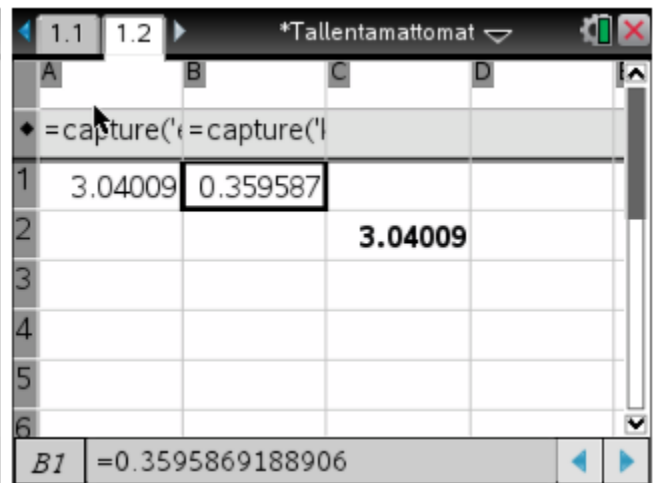 1.1 1.2 *Tallentamattomat
A B C D E
=capture('e =capture('k
1 3.04009 0.359587
2 3.04009
3
4
5
6
B1 =0.3595869188906